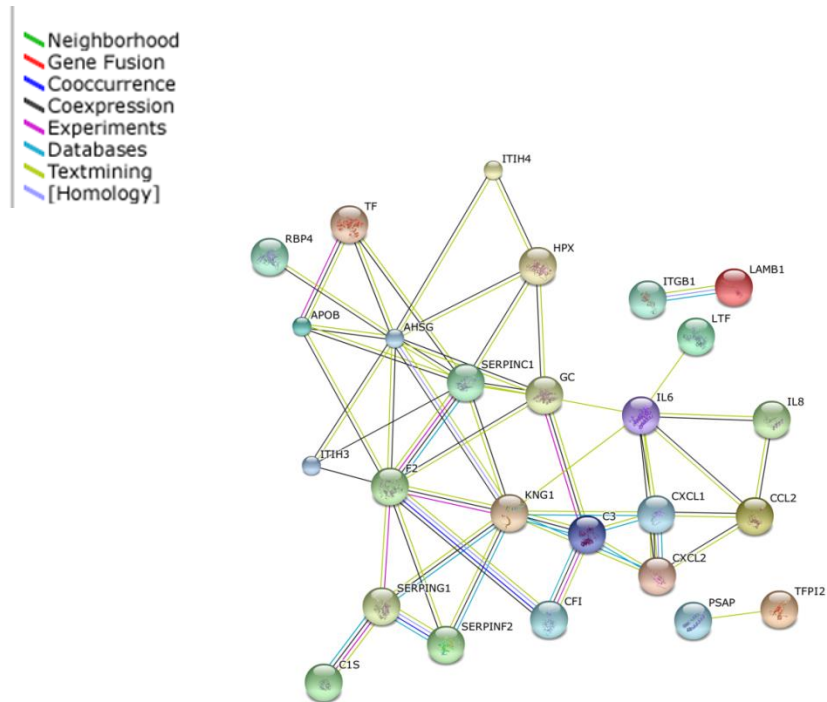 Neighborhood
Gene Fusion
Cooccurrence
Coexpression
Experiments
Databases
Textmining
[Homology]
ITIH4
TF
RBP4
HPX
ITGB1
LAMB1
LTF
APOB
AHSG
SERPINC1
GC
IL6
IL8
ITIH3
F2
KNG1
C3
CXCL1
CCL2
CXCL2
SERPING1
SERPINF2
CFI
PSAP
TFPI2
C1S